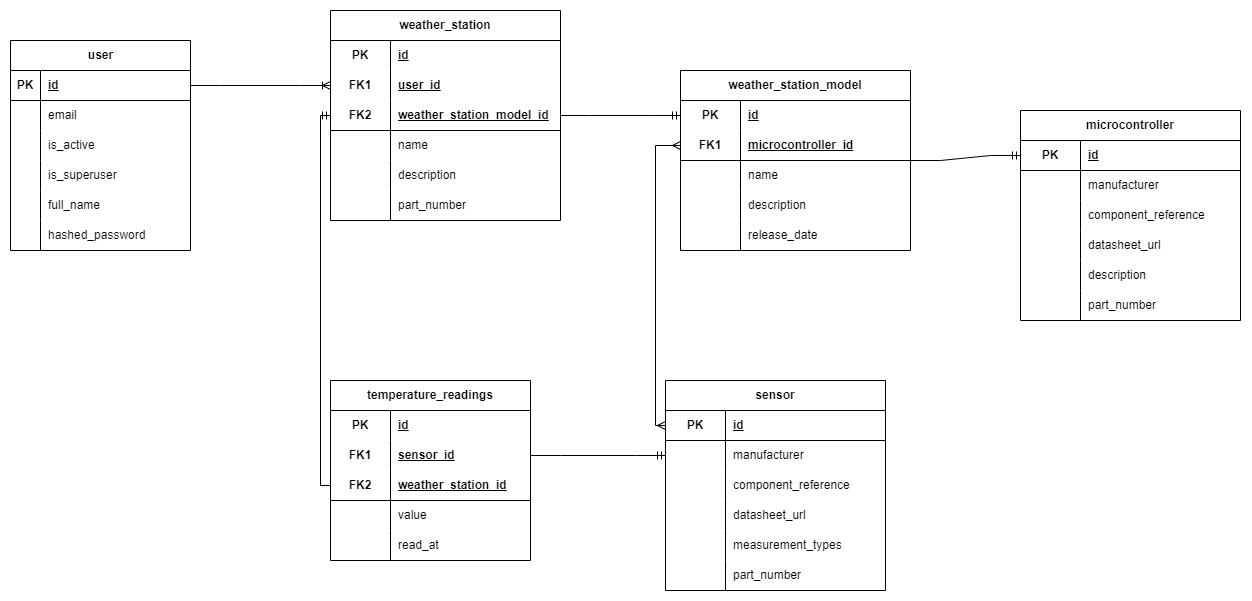 user
PK id
email
is_active
is_superuser
full_name
hashed_password
weather_station
PK id
FK1 user_id
FK2 weather_station_model_id
name
description
part_number
weather_station_model
PK id
FK1 microcontroller_id
name
description
release_date
microcontroller
PK id
manufacturer
component_reference
datasheet_url
description
part_number
temperature_readings
PK id
FK1 sensor_id
FK2 weather_station_id
value
read_at
sensor
PK id
manufacturer
component_reference
datasheet_url
measurement_types
part_number